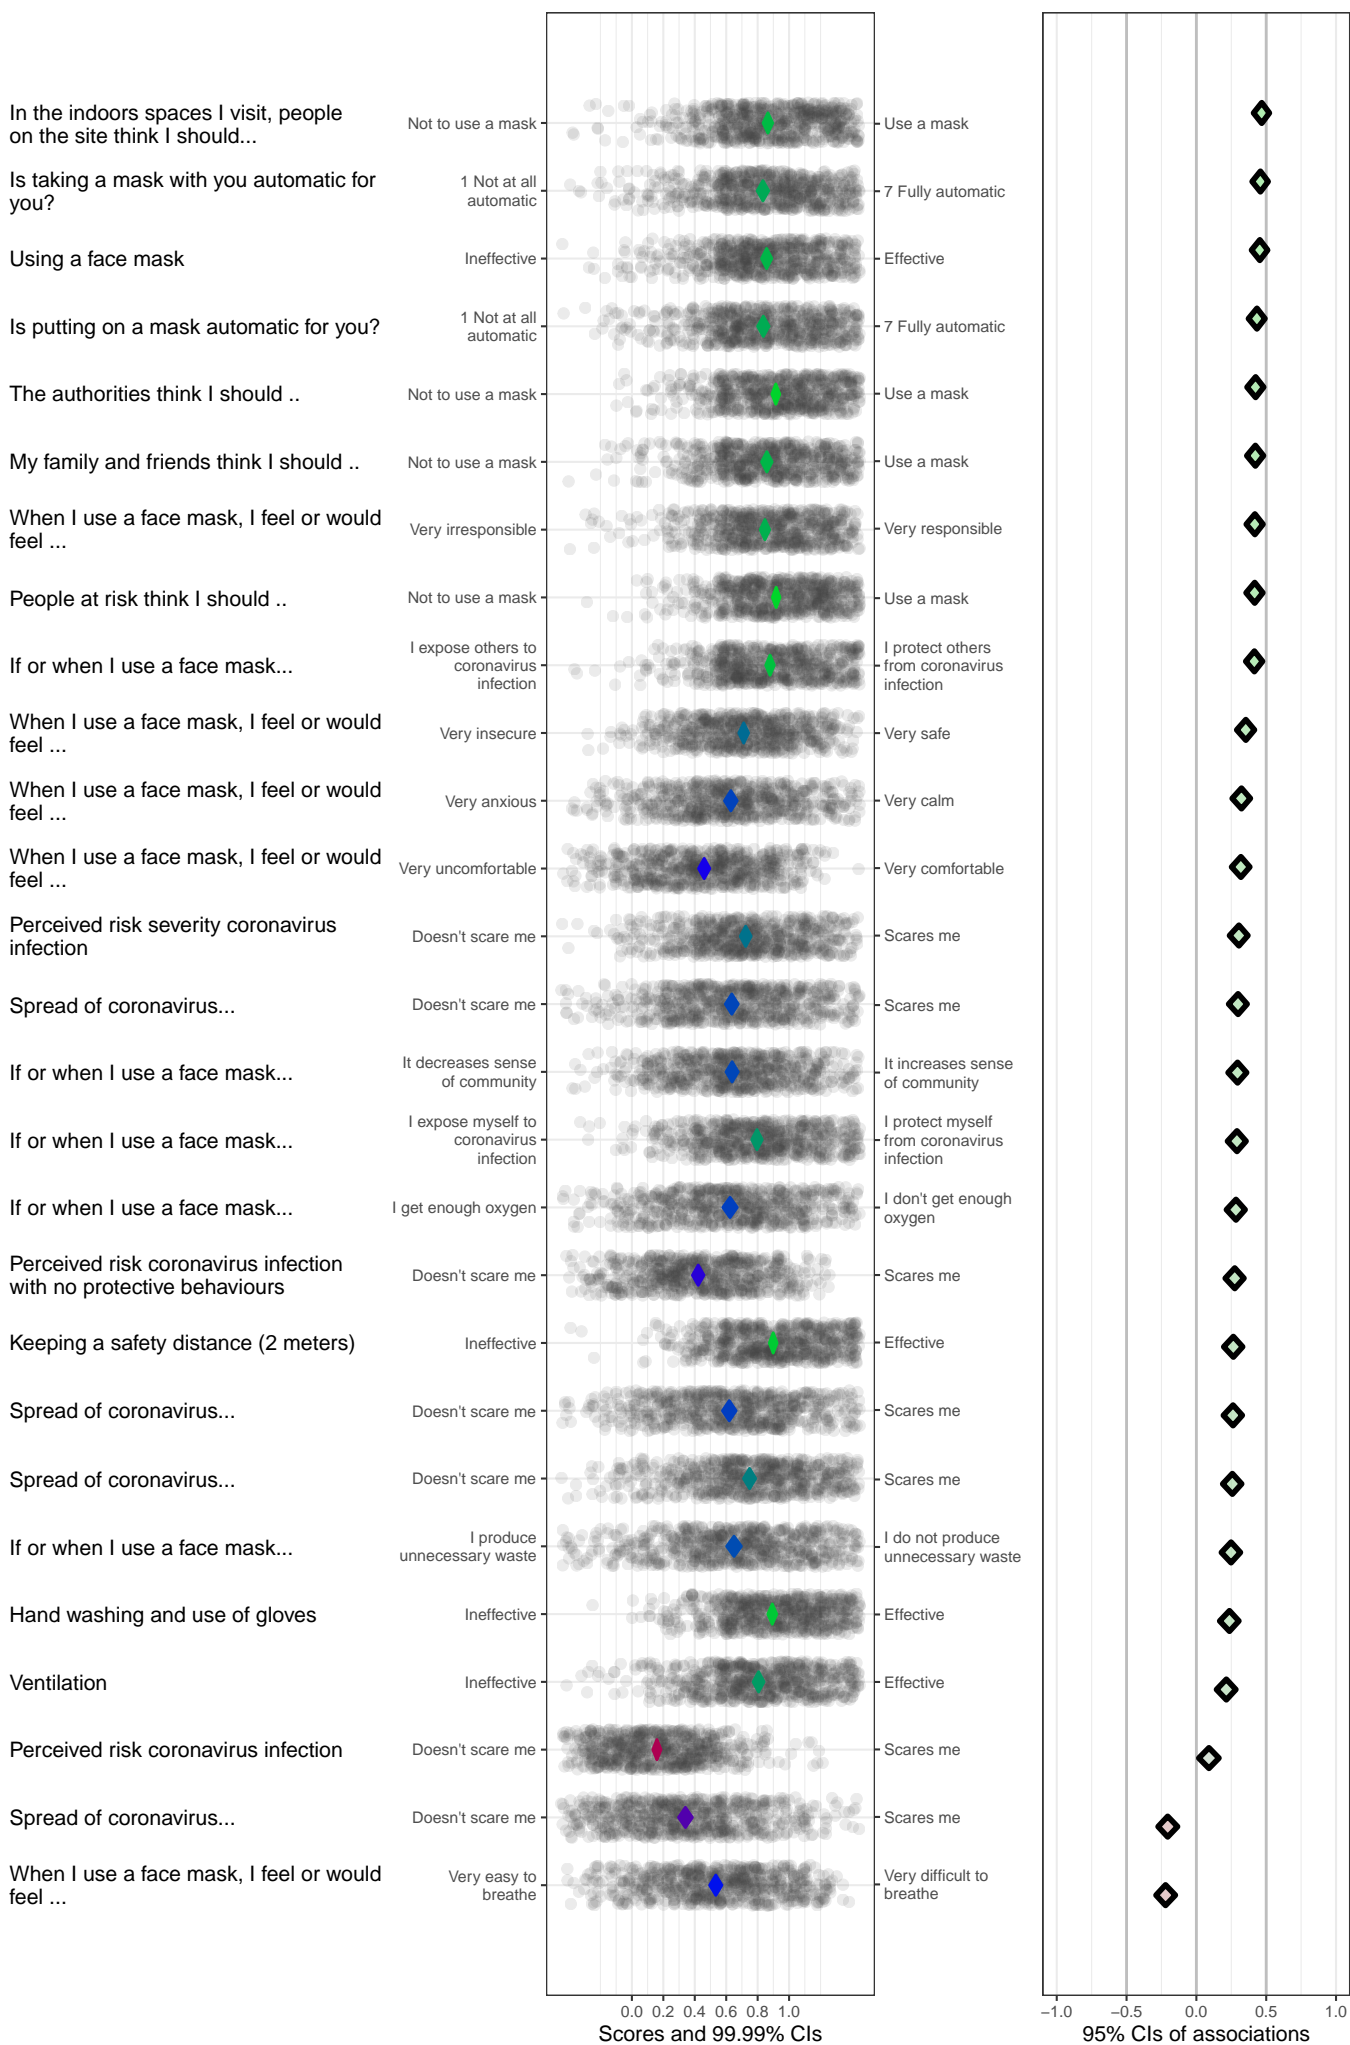 In the indoors spaces I visit, people
on the site think I should...
Not to use a mask
Use a mask
Is taking a mask with you automatic for
you?
1 Not at all
automatic
7 Fully automatic
Using a face mask
Ineffective
Effective
Is putting on a mask automatic for you?
1 Not at all
automatic
7 Fully automatic
The authorities think I should ..
Not to use a mask
Use a mask
My family and friends think I should ..
Not to use a mask
Use a mask
When I use a face mask, I feel or would
feel ...
Very irresponsible
Very responsible
People at risk think I should ..
Not to use a mask
Use a mask
If or when I use a face mask...
I expose others to
coronavirus
infection
I protect others
from coronavirus
infection
When I use a face mask, I feel or would
feel ...
Very insecure
Very safe
When I use a face mask, I feel or would
feel ...
Very anxious
Very calm
When I use a face mask, I feel or would
feel ...
Very uncomfortable
Very comfortable
Perceived risk severity coronavirus
infection
Doesn't scare me
Scares me
Spread of coronavirus...
Doesn't scare me
Scares me
If or when I use a face mask...
It decreases sense
of community
It increases sense
of community
If or when I use a face mask...
I expose myself to
coronavirus
infection
I protect myself
from coronavirus
infection
If or when I use a face mask...
I get enough oxygen
I don't get enough
oxygen
Perceived risk coronavirus infection
with no protective behaviours
Doesn't scare me
Scares me
Keeping a safety distance (2 meters)
Ineffective
Effective
Spread of coronavirus...
Doesn't scare me
Scares me
Spread of coronavirus...
Doesn't scare me
Scares me
If or when I use a face mask...
I produce
unnecessary waste
I do not produce
unnecessary waste
Hand washing and use of gloves
Ineffective
Effective
Ventilation
Ineffective
Effective
Perceived risk coronavirus infection
Doesn't scare me
Scares me
Spread of coronavirus...
Doesn't scare me
Scares me
When I use a face mask, I feel or would
feel ...
Very easy to
breathe
Very difficult to
breathe
0.0 0.2 0.4 0.6 0.8 1.0
Scores and 99.99% CIs
−1.0 −0.5 0.0 0.5 1.0
95% CIs of associations